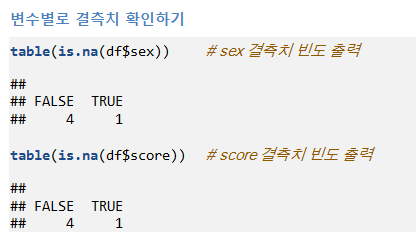 변수별로 결측치 확인하기
table(is.na(df$sex))    # sex 결측치 빈도 출력
##
## FALSE  TRUE
##     4     1
table(is.na(df$score))  # score 결측치 빈도 출력
##
## FALSE  TRUE
##     4     1